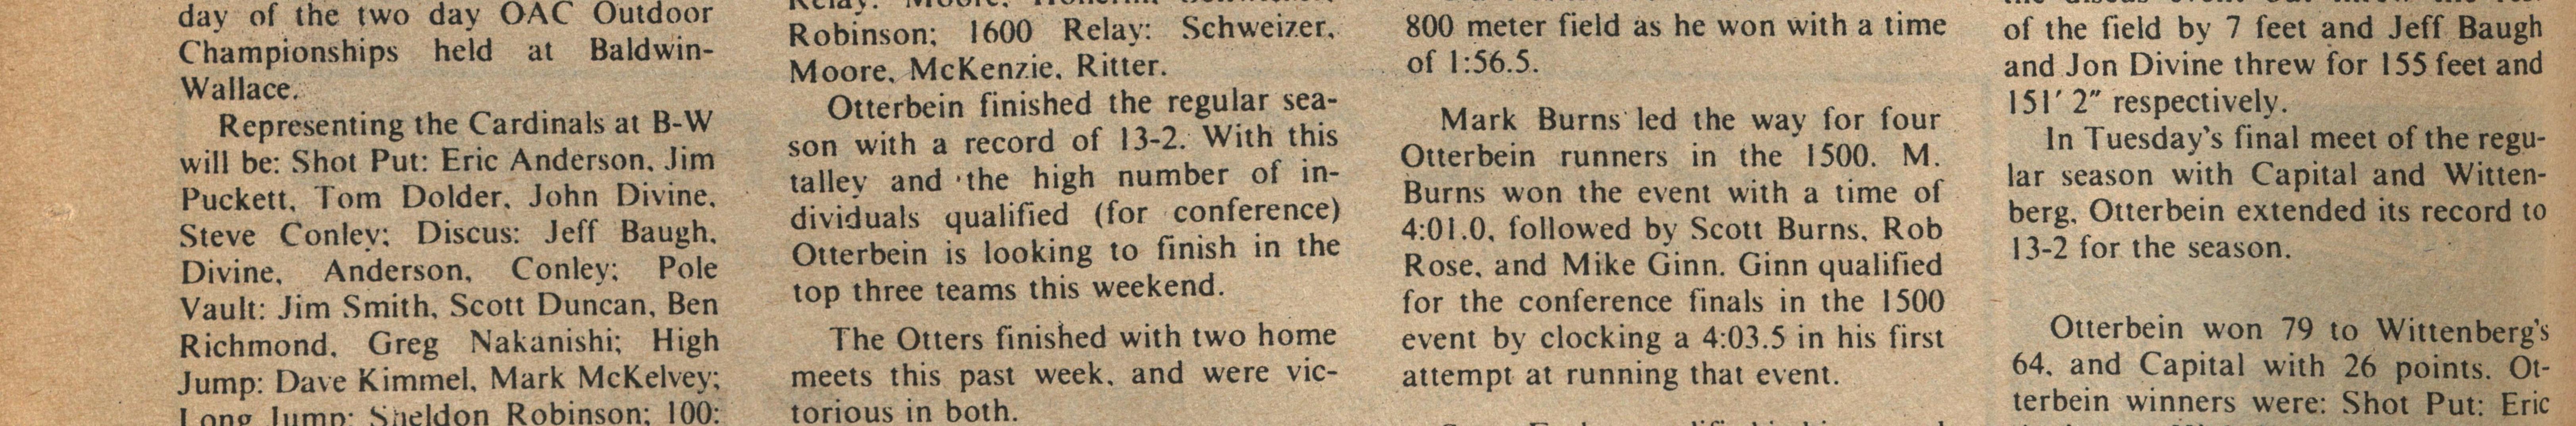 day of the two day OAC Outdoor
Championships held at Baldwin-
Wallace.
Representing the Cardinals at B-W
will be: Shot Put: Eric Anderson, Jim
Puckett, Tom Dolder, John Divine,
Steve Conley; Discus: Jeff Baugh,
Divine, Anderson, Conley; Pole
Vault: Jim Smith, Scott Duncan, Ben
Richmond, Greg Nakanishi; High
Jump: Dave Kimmel, Mark McKelvey;
Long Jump: Sheldon Robinson; 100:
Relay: Moore,
Robinson; 1600 Relay: Schweizer,
Moore, McKenzie, Ritter.
Otterbein finished the regular sea-
son with a record of 13-2. With this
talley and the high number of in-
dividuals qualified (for conference)
Otterbein is looking to finish in the
top three teams this weekend.
The Otters finished with two home
meets this past week, and were vic-
torious in both.
800 meter field as he won with a time
of 1:56.5.
Mark Burns led the way for four
Otterbein runners in the 1500. M.
Burns won the event with a time of
4:01.0, followed by Scott Burns, Rob
Rose, and Mike Ginn. Ginn qualified
for the conference finals in the 1500
event by clocking a 4:03.5 in his first
attempt at running that event.
the discus event
of the field by 7 feet and Jeff Baugh
and Jon Divine threw for 155 feet and
151′ 2″ respectively.
In Tuesday's final meet of the regu-
lar season with Capital and Witten-
berg, Otterbein extended its record to
13-2 for the season.
Otterbein won 79 to Wittenberg's
64, and Capital with 26 points. Ot-
terbein winners were: Shot Put: Eric